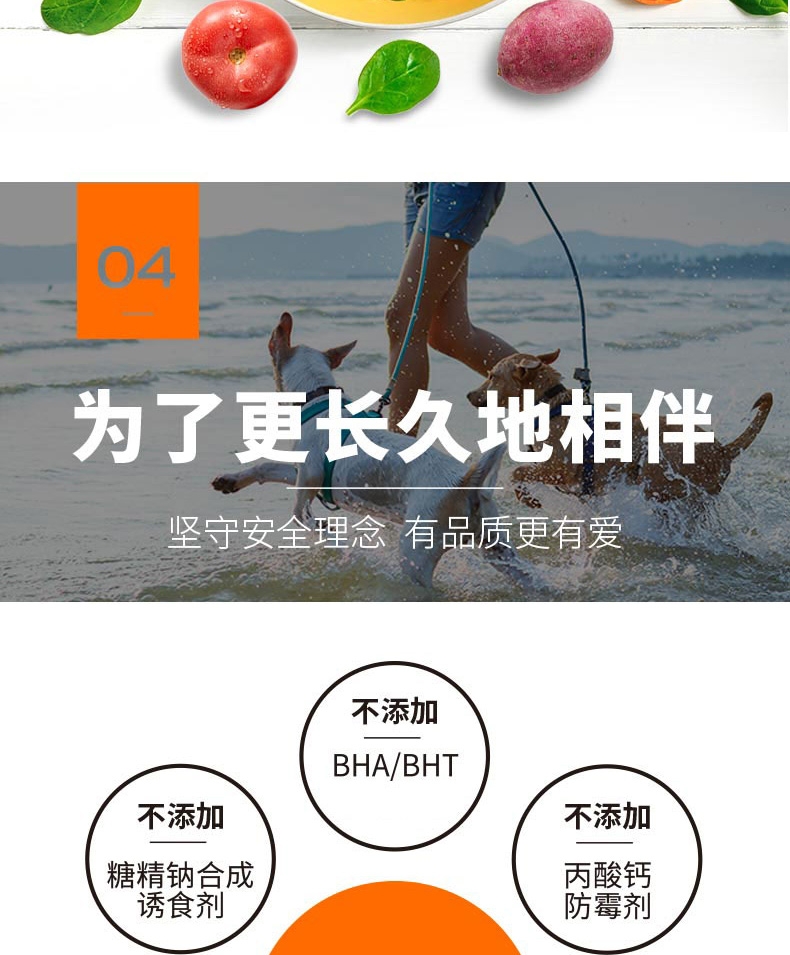 04
为了更长久地相伴
坚守安全理念 有品质更有爱
不添加
BHA/BHT
不添加
糖精钠合成
诱食剂
不添加
丙酸钙
防霉剂